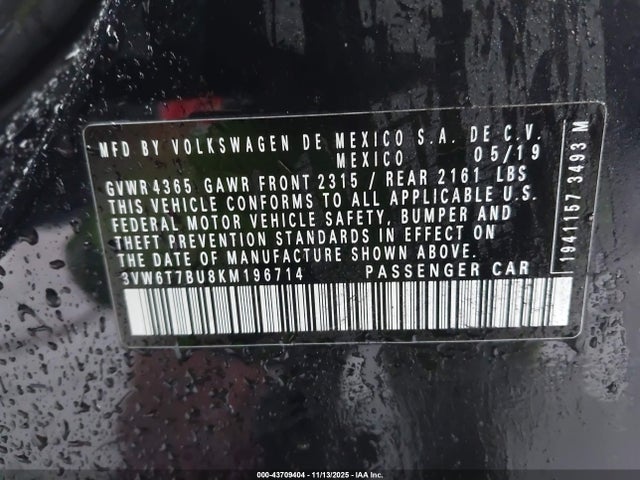 MFD BY VOLKSWAGEN DE MEXICO S.A. DE C.V.
MEXICO 05/19
GVWR 4365 GAWR FRONT 2315 / REAR 2161 LBS
THIS VEHICLE CONFORMS TO ALL APPLICABLE U.S.
FEDERAL MOTOR VEHICLE SAFETY, BUMPER AND
THEFT PREVENTION STANDARDS IN EFFECT ON
THE DATE OF MANUFACTURE SHOWN ABOVE.
3VW6T7BU8KM196714 PASSENGER CAR
1941157 3493 M
000-43709404 - 11/13/2025 - IAA Inc.